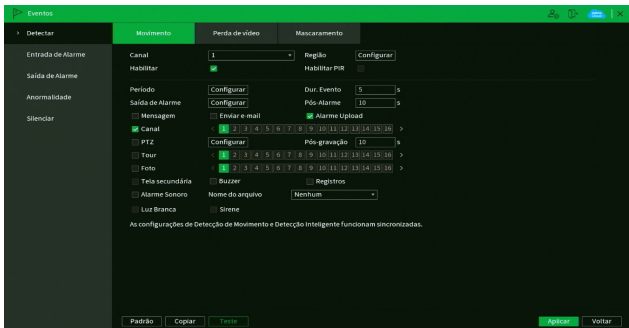 Eventos
Detectar
Movimento
Perda de vídeo
Mascaramento
Entrada de Alarme
Saída de Alarme
Anormalidade
Silenciar
Canal 1 Região Configurar
Habilitar Habilitar PIR
Período Configurar Dur. Evento 5 s
Saída de Alarme Configurar Pós-Alarme 10 s
Mensagem Enviar e-mail Alarme Upload
Canal < 1 2 3 4 5 6 7 8 9 10 11 12 13 14 15 16 >
PTZ Configurar Pós-gravação 10 s
Tour < 1 2 3 4 5 6 7 8 9 10 11 12 13 14 15 16 >
Foto < 1 2 3 4 5 6 7 8 9 10 11 12 13 14 15 16 >
Tela secundária Buzzer Registros
Alarme Sonoro Nome do arquivo Nenhum
Luz Branca Sirene
As configurações de Detecção de Movimento e Detecção Inteligente funcionam sincronizadas.
Padrão Copiar Teste Aplicar Voltar